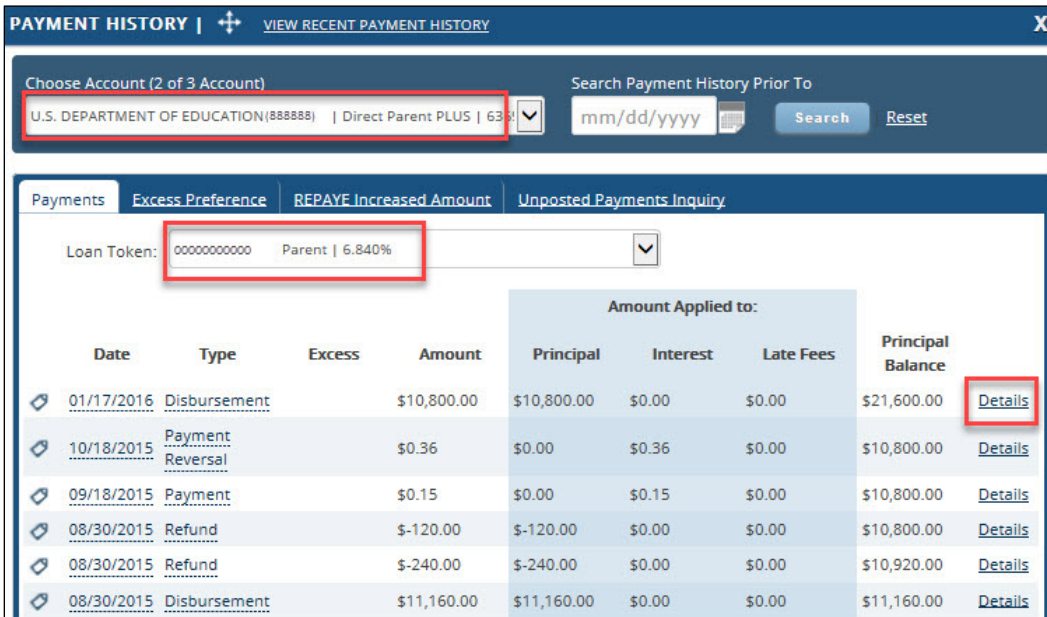 PAYMENT HISTORY | VIEW RECENT PAYMENT HISTORY X
Choose Account (2 of 3 Account) Search Payment History Prior To
U.S. DEPARTMENT OF EDUCATION(888888) | Direct Parent PLUS | mm/dd/yyyy Search Reset
Payments Excess Preference REPAYE Increased Amount Unposted Payments Inquiry
Loan Token: 00000000000 Parent | 6.840%
Amount Applied to:
Date Type Excess Amount Principal Interest Late Fees Principal Balance
01/17/2016 Disbursement $10,800.00 $10,800.00 $0.00 $0.00 $21,600.00 Details
10/18/2015 Payment Reversal $0.36 $0.00 $0.36 $0.00 $10,800.00 Details
09/18/2015 Payment $0.15 $0.00 $0.15 $0.00 $10,800.00 Details
08/30/2015 Refund $-120.00 $-120.00 $0.00 $0.00 $10,800.00 Details
08/30/2015 Refund $-240.00 $-240.00 $0.00 $0.00 $10,920.00 Details
08/30/2015 Disbursement $11,160.00 $11,160.00 $0.00 $0.00 $11,160.00 Details